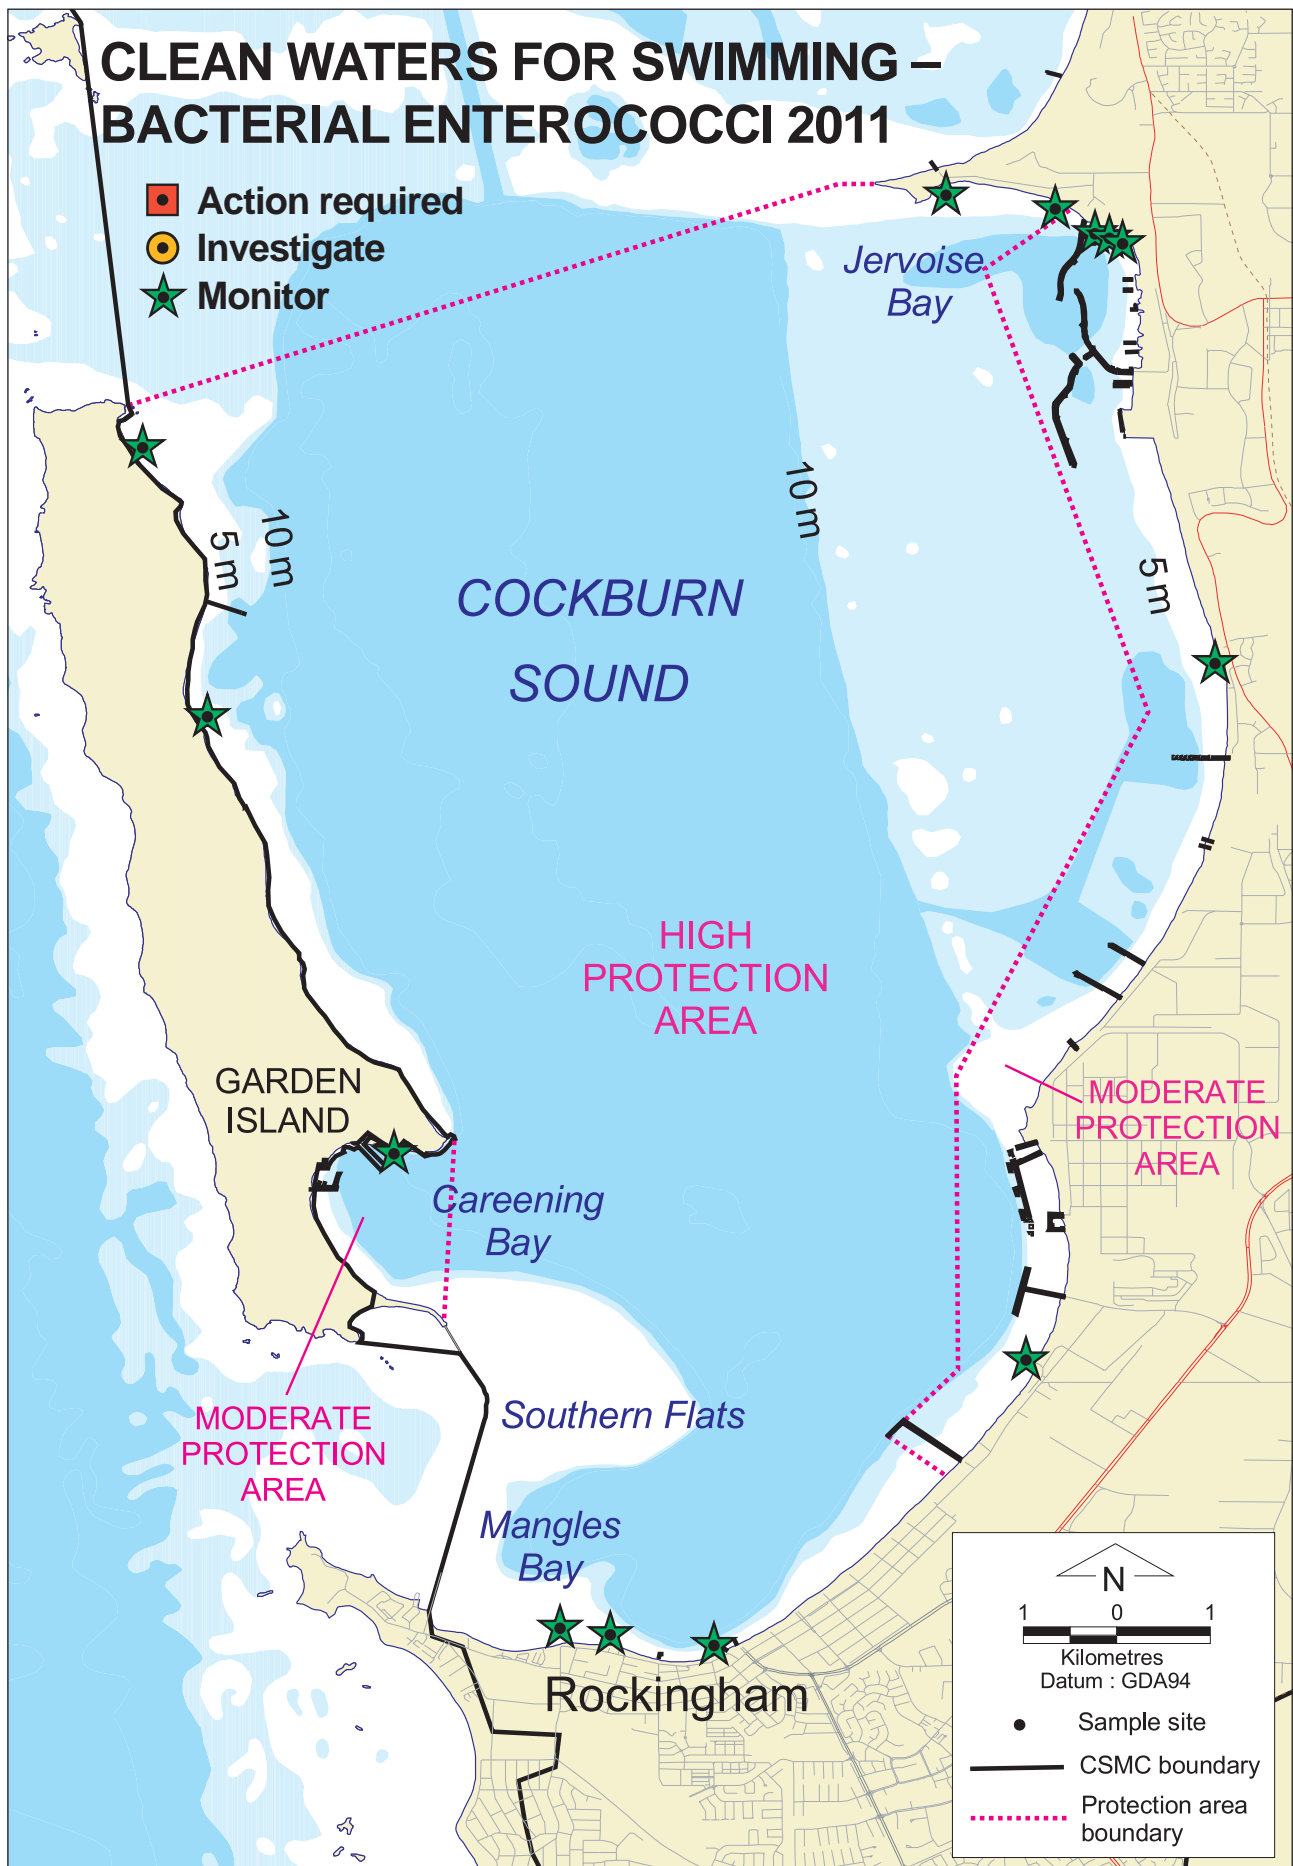 CLEAN WATERS FOR SWIMMING –
BACTERIAL ENTEROCOCCI 2011
Action required
Investigate
Monitor
Jervoise
Bay
10 m
5 m
10 m
5 m
COCKBURN
SOUND
HIGH
PROTECTION
AREA
GARDEN
ISLAND
MODERATE
PROTECTION
AREA
Careening
Bay
MODERATE
PROTECTION
AREA
Southern Flats
Mangles
Bay
Rockingham
N
1 0 1
Kilometres
Datum : GDA94
Sample site
CSMC boundary
Protection area
boundary